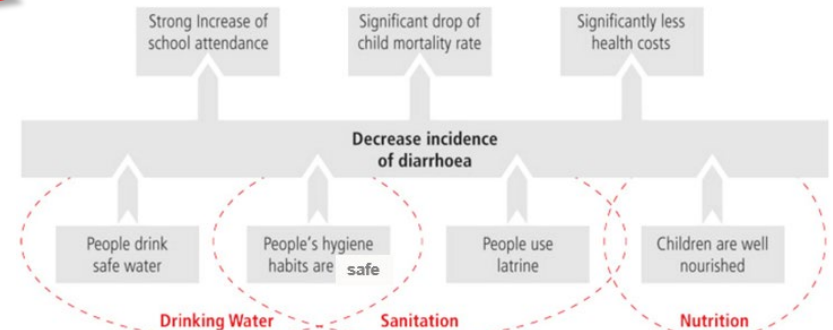 Strong Increase of
school attendance
Significant drop of
child mortality rate
Significantly less
health costs
Decrease incidence
of diarrhoea
People drink
safe water
People's hygiene
habits are safe
People use
latrine
Children are well
nourished
Drinking Water
Sanitation
Nutrition